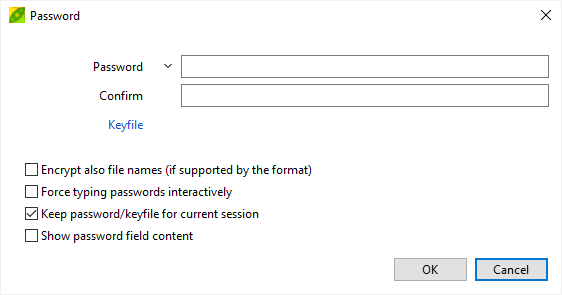 Password
Password
Confirm
Keyfile
Encrypt also file names (if supported by the format)
Force typing passwords interactively
Keep password/keyfile for current session
Show password field content
OK Cancel